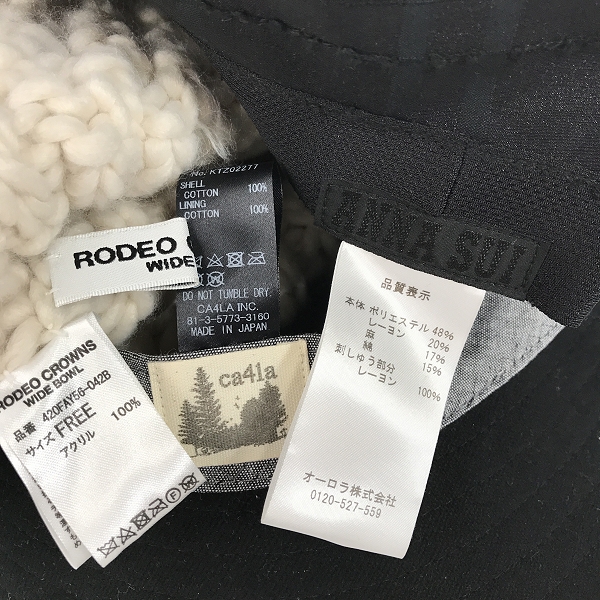 No. KTZ02277
SHELL
COTTON 100%
LINING
COTTON 100%
DO NOT TUMBLE DRY.
CA4LA INC.
81-3-5773-3160
MADE IN JAPAN
ANNA SUI
RODEO
WIDE
品質表示
本体 ポリエステル 48%
レーヨン 20%
麻 17%
綿 15%
刺しゅう部分
レーヨン 100%
オーロラ株式会社
0120-527-559
ca4la
RODEO CROWNS
WIDE BOWL
品番 420FAY56-042B
サイズ FREE
アクリル 100%